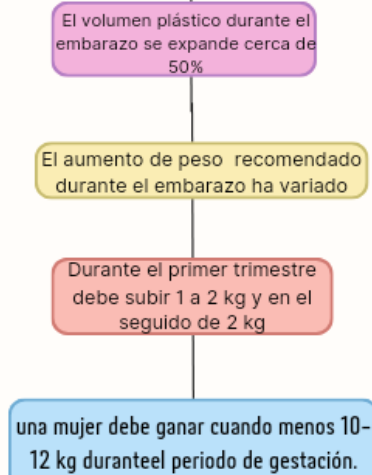 El volumen plástico durante el
embarazo se expande cerca de
50%
El aumento de peso recomendado
durante el embarazo ha variado
Durante el primer trimestre
debe subir 1 a 2 kg y en el
seguido de 2 kg
una mujer debe ganar cuando menos 10-
12 kg duranteel periodo de gestación.